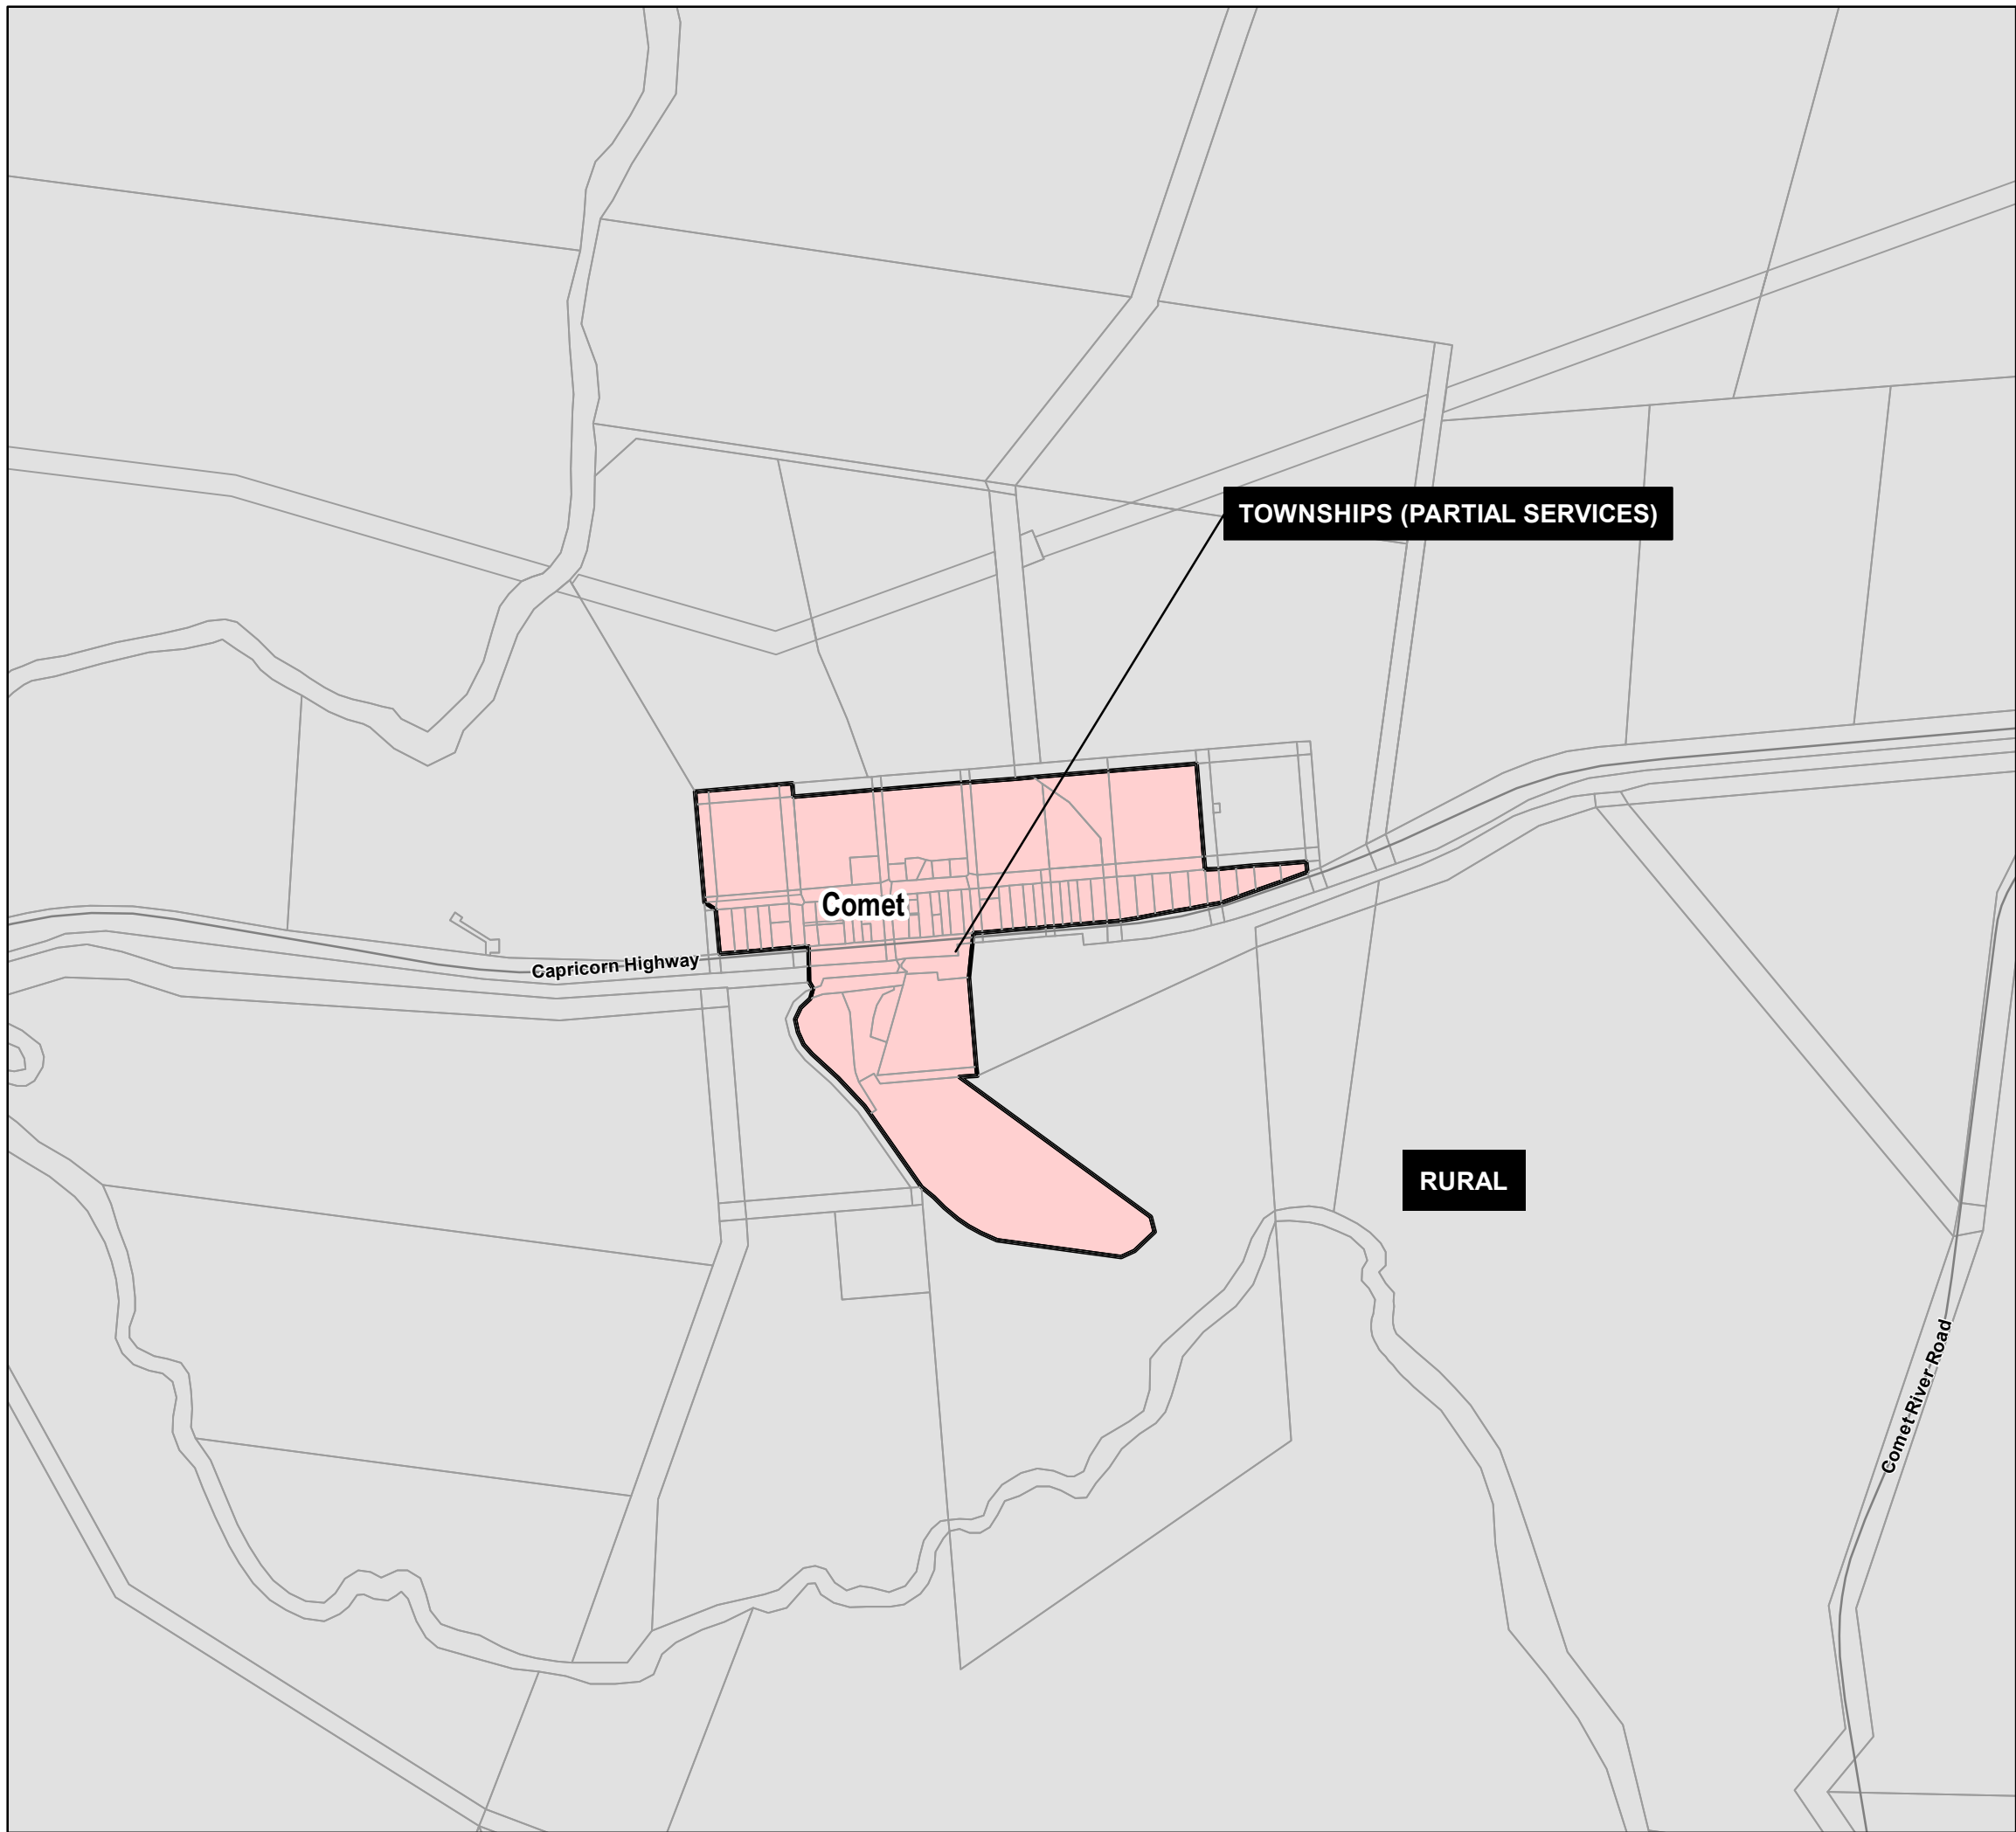 TOWNSHIPS (PARTIAL SERVICES)
Comet
Capricorn Highway
RURAL
Comet River Road